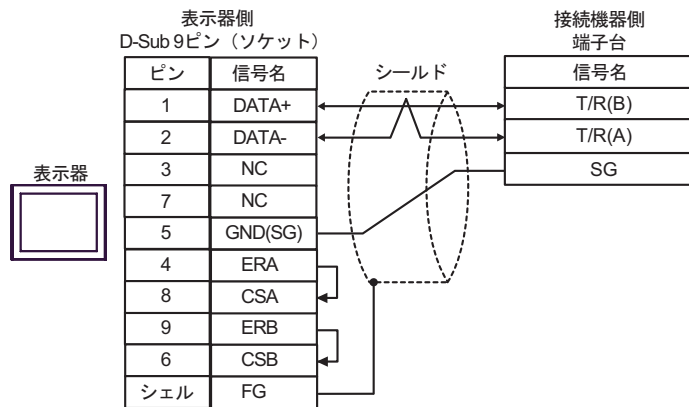 表示器側
D-Sub 9ピン（ソケット）
接続機器側
端子台
ピン 信号名 シールド 信号名
1 DATA+ T/R(B)
2 DATA- T/R(A)
3 NC SG
表示器
7 NC
5 GND(SG)
4 ERA
8 CSA
9 ERB
6 CSB
シェル FG